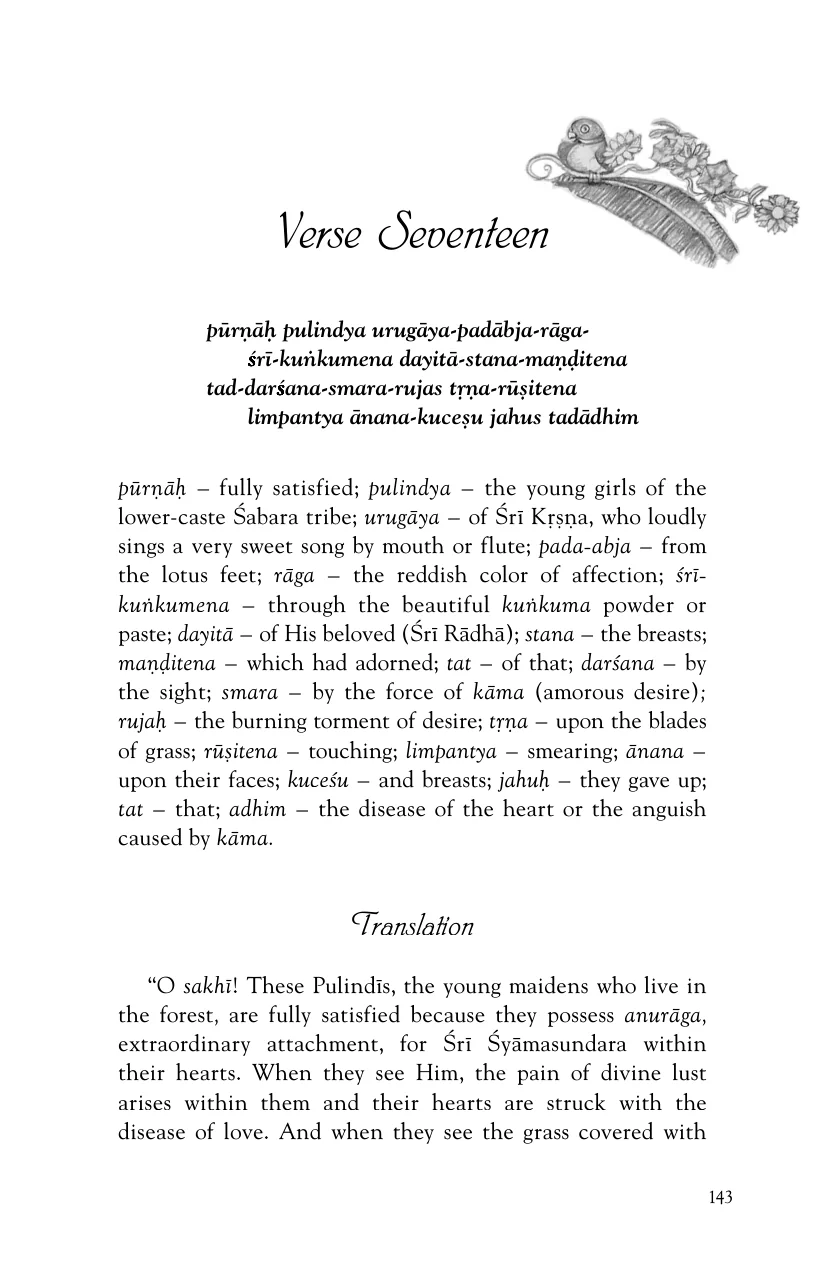 Verse Seventeen
pūrṇāḥ pulindya urugāya-padābja-rāga-
śrī-kuṅkumena dayitā-stana-maṇḍitena
tad-darśana-smara-rujas tṛṇa-rūṣitena
limpantya ānana-kuceṣu jahus tadādhim
pūrṇāḥ – fully satisfied; pulindya – the young girls of the
lower-caste Śabara tribe; urugāya – of Śrī Kṛṣṇa, who loudly
sings a very sweet song by mouth or flute; pada-abja – from
the lotus feet; rāga – the reddish color of affection; śrī-
kuṅkumena – through the beautiful kuṅkuma powder or
paste; dayitā – of His beloved (Śrī Rādhā); stana – the breasts;
maṇḍitena – which had adorned; tat – of that; darśana – by
the sight; smara – by the force of kāma (amorous desire);
rujaḥ – the burning torment of desire; tṛṇa – upon the blades
of grass; rūṣitena – touching; limpantya – smearing; ānana –
upon their faces; kuceśu – and breasts; jahuḥ – they gave up;
tat – that; adhim – the disease of the heart or the anguish
caused by kāma.
Translation
“O sakhī! These Pulindīs, the young maidens who live in
the forest, are fully satisfied because they possess anurāga,
extraordinary attachment, for Śrī Śyāmasundara within
their hearts. When they see Him, the pain of divine lust
arises within them and their hearts are struck with the
disease of love. And when they see the grass covered with
143